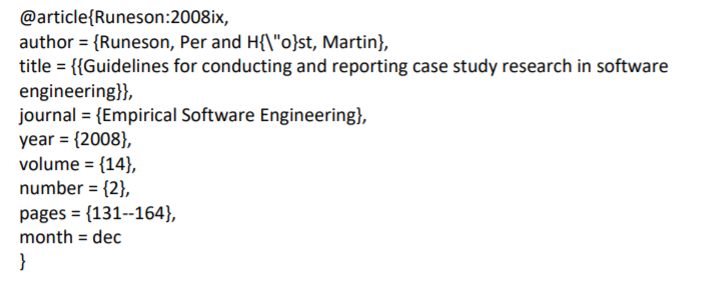 @article{Runeson:2008ix,
author = {Runeson, Per and H{\"o}st, Martin},
title = {{Guidelines for conducting and reporting case study research in software
engineering}},
journal = {Empirical Software Engineering},
year = {2008},
volume = {14},
number = {2},
pages = {131--164},
month = dec
}